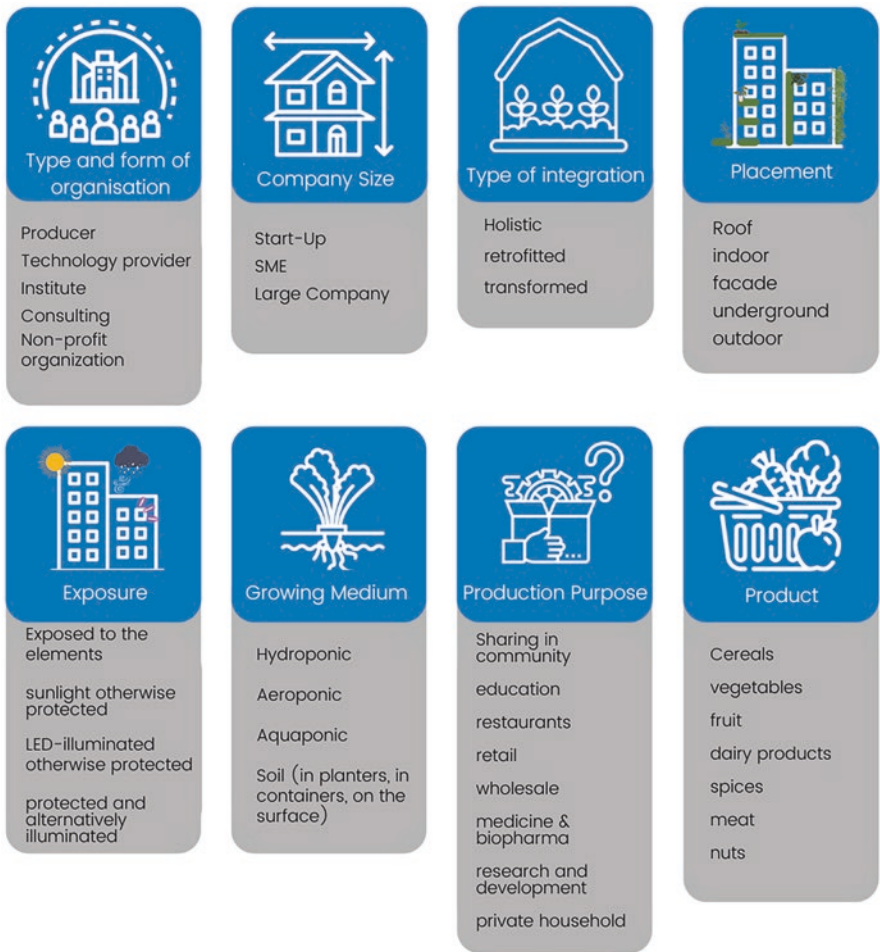 Type and form of
organisation
Producer
Technology provider
Institute
Consulting
Non-profit
organization
Company Size
Start-Up
SME
Large Company
Type of integration
Holistic
retrofitted
transformed
Placement
Roof
indoor
facade
underground
outdoor
Exposure
Exposed to the
elements
sunlight otherwise
protected
LED-illuminated
otherwise protected
protected and
alternatively
illuminated
Growing Medium
Hydroponic
Aeroponic
Aquaponic
Soil (in planters, in
containers, on the
surface)
Production Purpose
Sharing in
community
education
restaurants
retail
wholesale
medicine &
biopharma
research and
development
private household
Product
Cereals
vegetables
fruit
dairy products
spices
meat
nuts